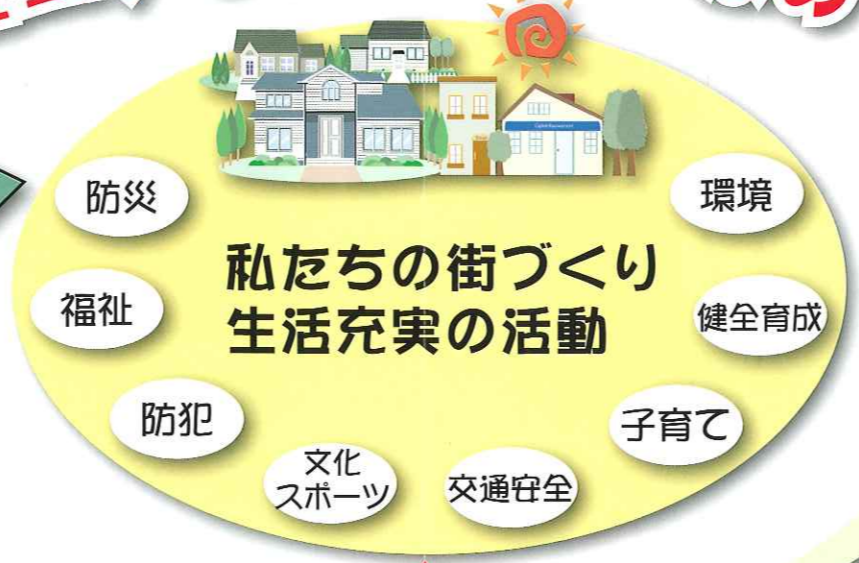 防災
福祉
防犯
文化
スポーツ
交通安全
子育て
健全育成
環境
私たちの街づくり
生活充実の活動